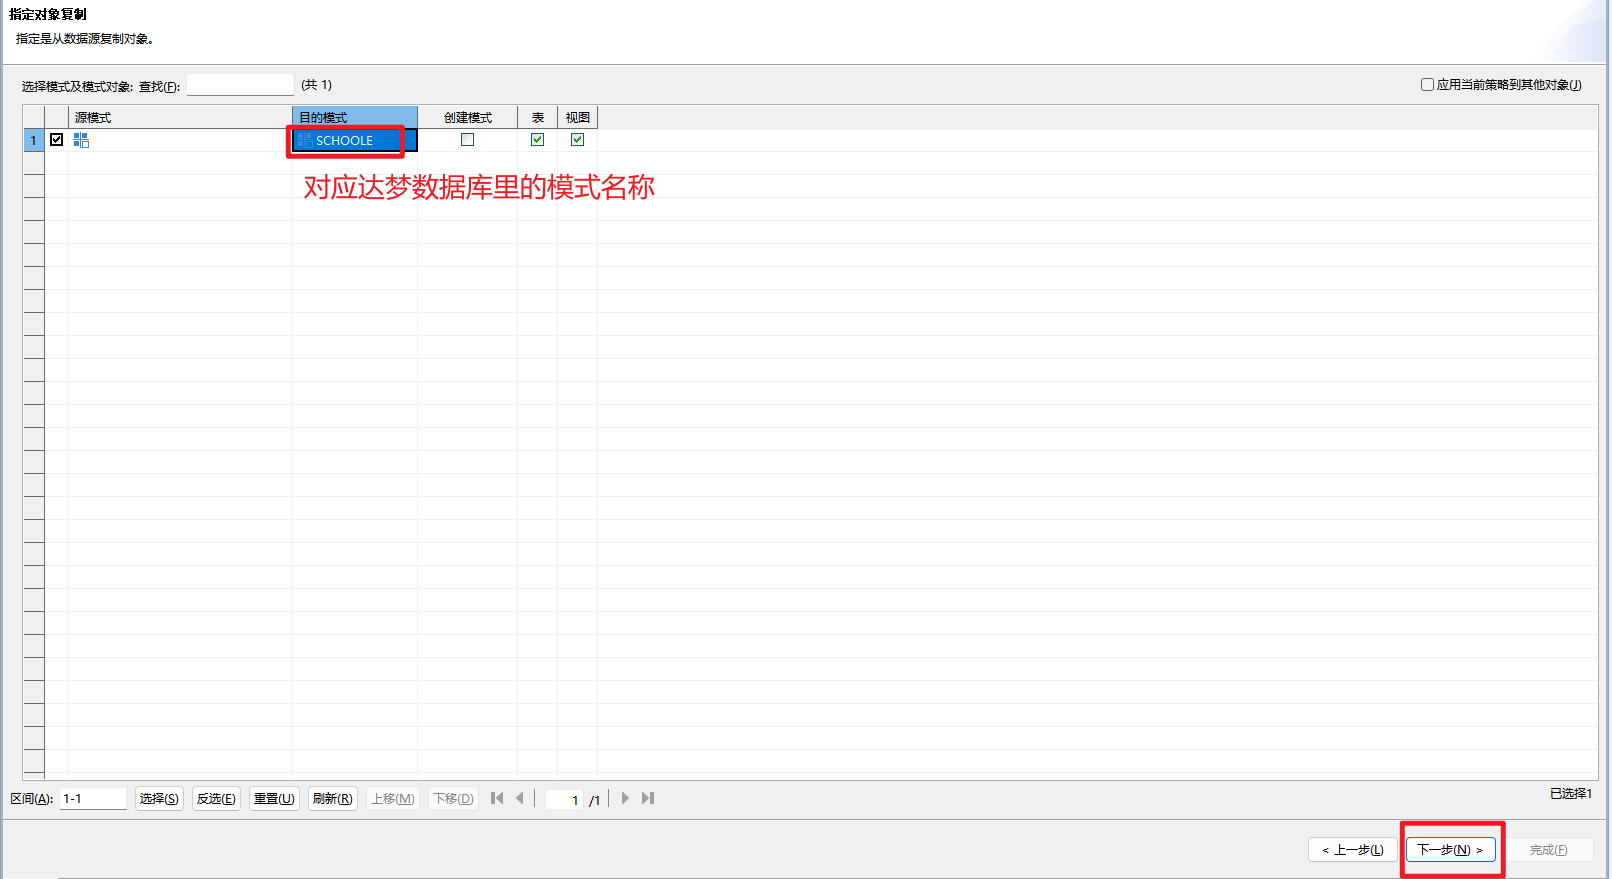 指定对象复制
指定是从数据源复制对象。
选择模式及模式对象: 查找(F): (共 1) 应用当前策略到其他对象(J)
源模式 目的模式 创建模式 表 视图
1 SCHOOLE
对应达梦数据库里的模式名称
区间(A): 1-1 选择(S) 反选(E) 重置(U) 刷新(R) 上移(M) 下移(D) 1 /1 已选择1
< 上一步(L) 下一步(N) > 完成(F)